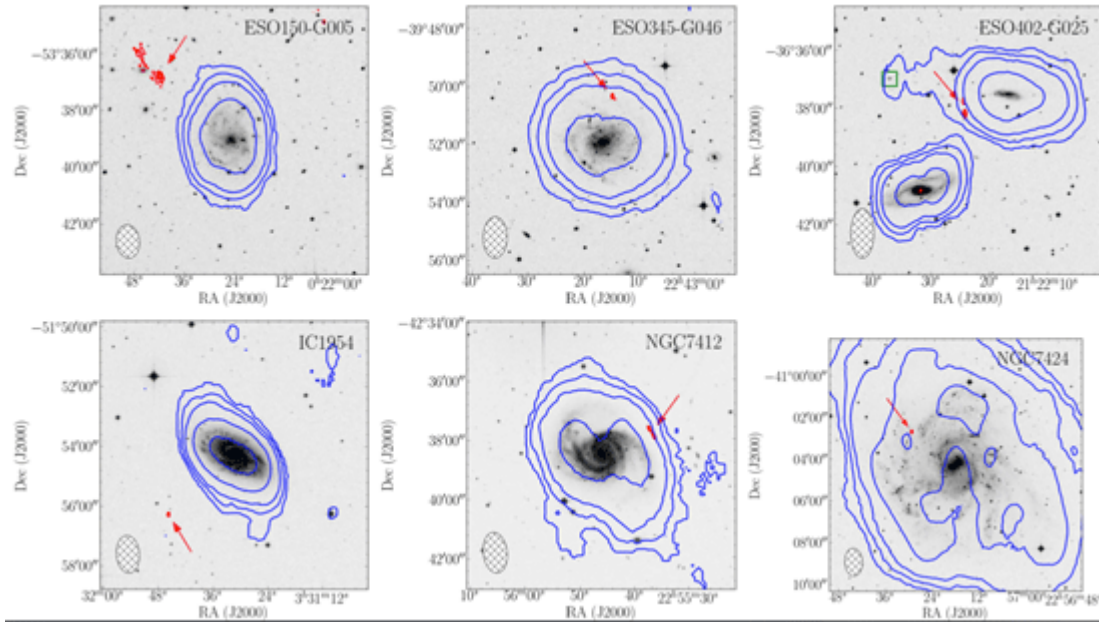 ESO150-G005
−53°36′00″
38′00″
40′00″
42′00″
Dec (J2000)
48ˢ 36ˢ 24ˢ 12ˢ 0ʰ22ᵐ00ˢ
RA (J2000)
ESO345-G046
−39°48′00″
50′00″
52′00″
54′00″
56′00″
Dec (J2000)
30ˢ 20ˢ 10ˢ 22ʰ43ᵐ00ˢ
RA (J2000)
ESO402-G025
−36°36′00″
38′00″
40′00″
42′00″
Dec (J2000)
40ˢ 30ˢ 20ˢ 21ʰ22ᵐ10ˢ
RA (J2000)
IC1954
−51°50′00″
52′00″
54′00″
56′00″
58′00″
Dec (J2000)
32ᵐ00ˢ 48ˢ 36ˢ 24ˢ 3ʰ31ᵐ12ˢ
RA (J2000)
NGC7412
−42°34′00″
36′00″
38′00″
40′00″
42′00″
Dec (J2000)
10ˢ 56ᵐ00ˢ 50ˢ 40ˢ 22ʰ55ᵐ30ˢ
RA (J2000)
NGC7424
−41°00′00″
02′00″
04′00″
06′00″
08′00″
10′00″
Dec (J2000)
48ˢ 36ˢ 24ˢ 12ˢ 57ᵐ00ˢ 22ʰ56ᵐ48ˢ
RA (J2000)